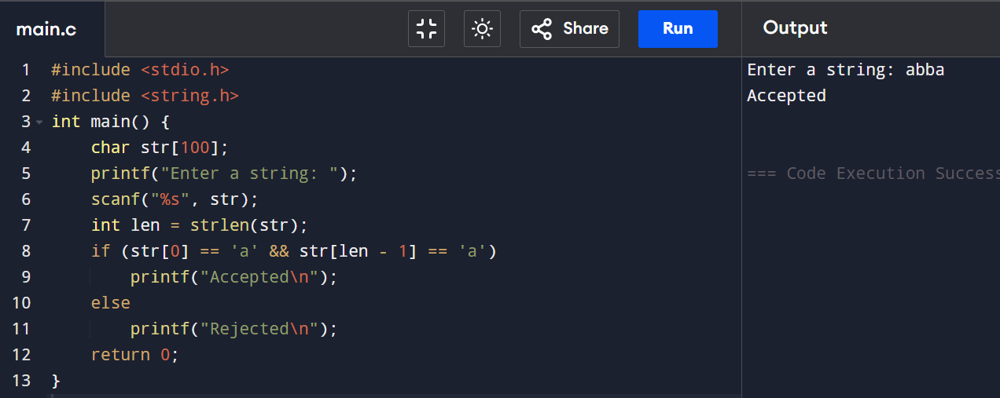 main.c
Share
Run
Output
1 #include <stdio.h>
2 #include <string.h>
3 int main() {
4     char str[100];
5     printf("Enter a string: ");
6     scanf("%s", str);
7     int len = strlen(str);
8     if (str[0] == 'a' && str[len - 1] == 'a')
9         printf("Accepted\n");
10     else
11         printf("Rejected\n");
12     return 0;
13 }
Enter a string: abba
Accepted
=== Code Execution Success